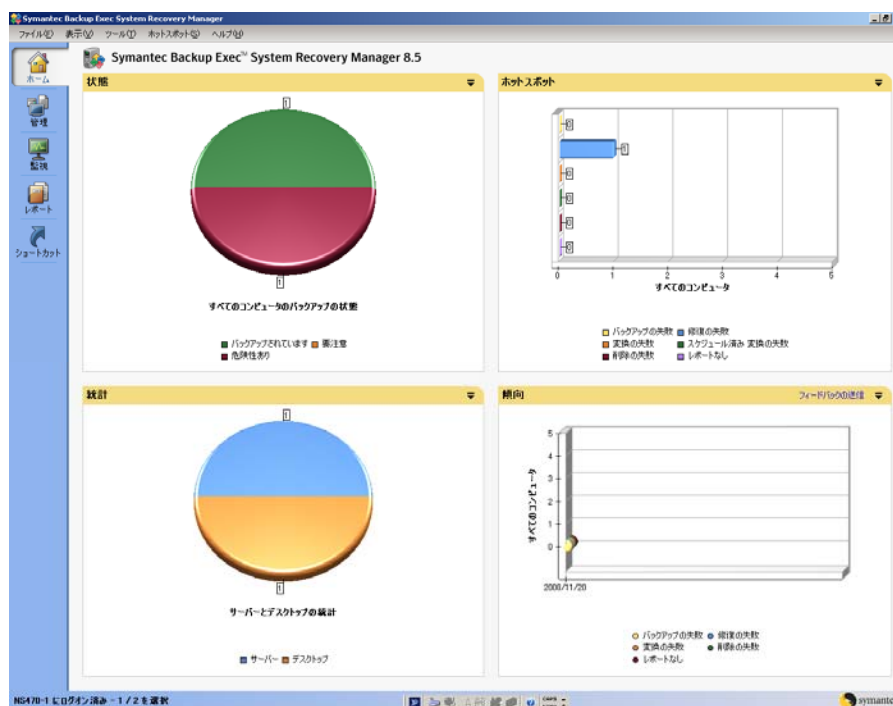 Symantec Backup Exec System Recovery Manager
ファイル(F) 表示(V) ツール(T) ホットスポット(S) ヘルプ(H)
Symantec Backup Exec™ System Recovery Manager 8.5
ホーム
管理
監視
レポート
ショートカット
状態
1
1
すべてのコンピュータのバックアップの状態
バックアップされています 要注意
危険性あり
ホットスポット
0
1
0
0
0
0
0 1 2 3 4 5
すべてのコンピュータ
バックアップの失敗 修復の失敗
変換の失敗 スケジュール済み 変換の失敗
削除の失敗 レポートなし
統計
1
1
サーバーとデスクトップの統計
サーバー デスクトップ
傾向 フィードバックの送信
すべてのコンピューター
5
4
3
2
1
0
2008/11/20
バックアップの失敗 修復の失敗
変換の失敗 削除の失敗
レポートなし
NS470-1 にログイン済み - 1 / 2 を選択
CAPS
symante